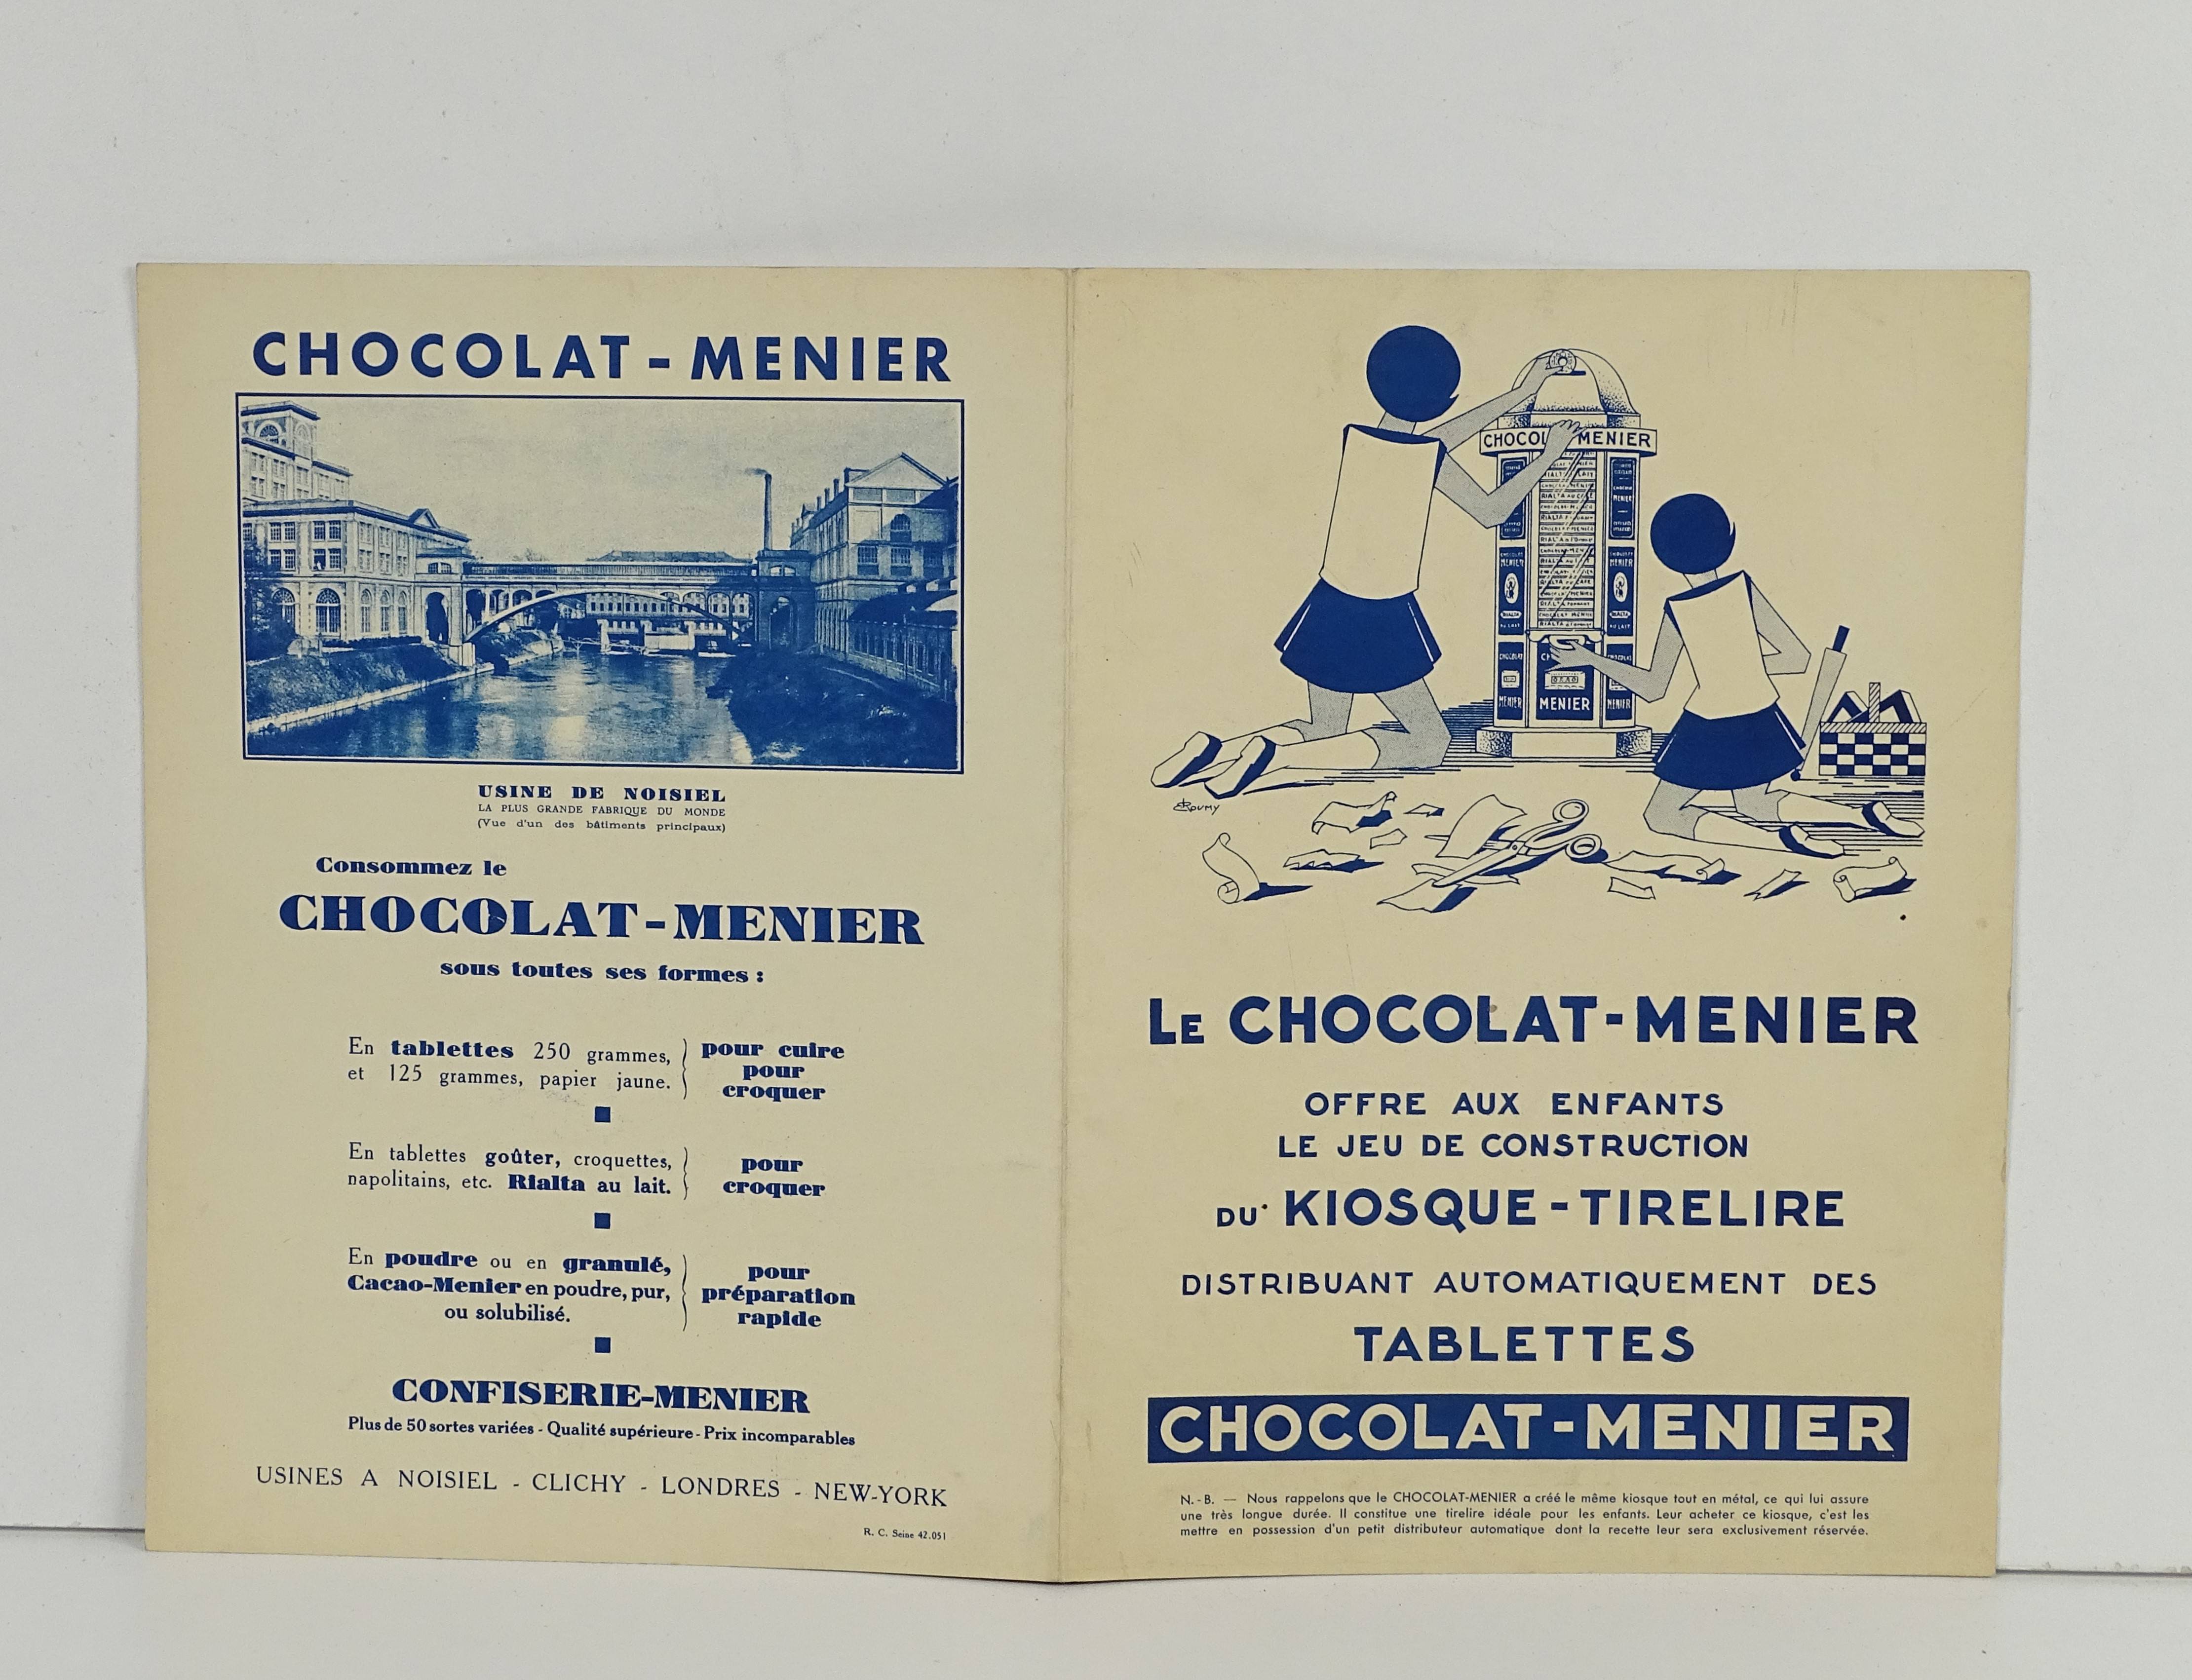 CHOCOLAT - MENIER
USINE DE NOISIEL
LA PLUS GRANDE FABRIQUE DU MONDE
(Vue d'un des bâtiments principaux)
Consommez le
CHOCOLAT-MENIER
sous toutes ses formes :
En tablettes 250 grammes,
et 125 grammes, papier jaune.
pour cuire
pour
croquer
En tablettes goûter, croquettes,
napolitains, etc. Rialta au lait.
pour
croquer
En poudre ou en granulé,
Cacao-Menier en poudre, pur,
ou solubilisé.
pour
préparation
rapide
CONFISERIE-MENIER
Plus de 50 sortes variées - Qualité supérieure - Prix incomparables
USINES A NOISIEL - CLICHY - LONDRES - NEW-YORK
R. C. Seine 42.051
CHOCOL MENIER
MENIER
LE CHOCOLAT-MENIER
OFFRE AUX ENFANTS
LE JEU DE CONSTRUCTION
DU KIOSQUE-TIRELIRE
DISTRIBUANT AUTOMATIQUEMENT DES
TABLETTES
CHOCOLAT-MENIER
N.-B. — Nous rappelons que le CHOCOLAT-MENIER a créé le même kiosque tout en métal, ce qui lui assure
une très longue durée. Il constitue une tirelire idéale pour les enfants. Leur acheter ce kiosque, c'est les
mettre en possession d'un petit distributeur automatique dont la recette leur sera exclusivement réservée.